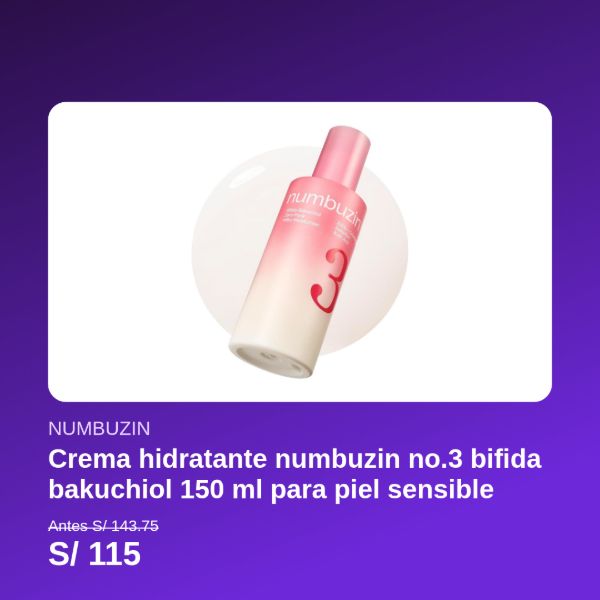 numbuzin
3
NUMBUZIN
Crema hidratante numbuzin no.3 bifida
bakuchiol 150 ml para piel sensible
Antes S/ 143.75
S/ 115